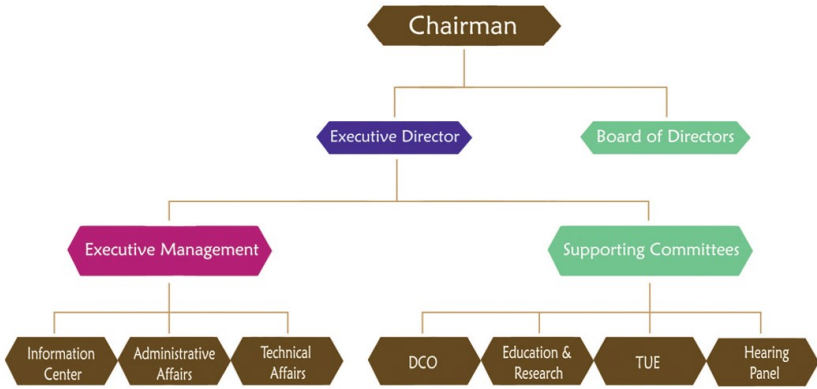 Chairman
Executive Director
Board of Directors
Executive Management
Supporting Committees
Information
Center
Administrative
Affairs
Technical
Affairs
DCO
Education &
Research
TUE
Hearing
Panel